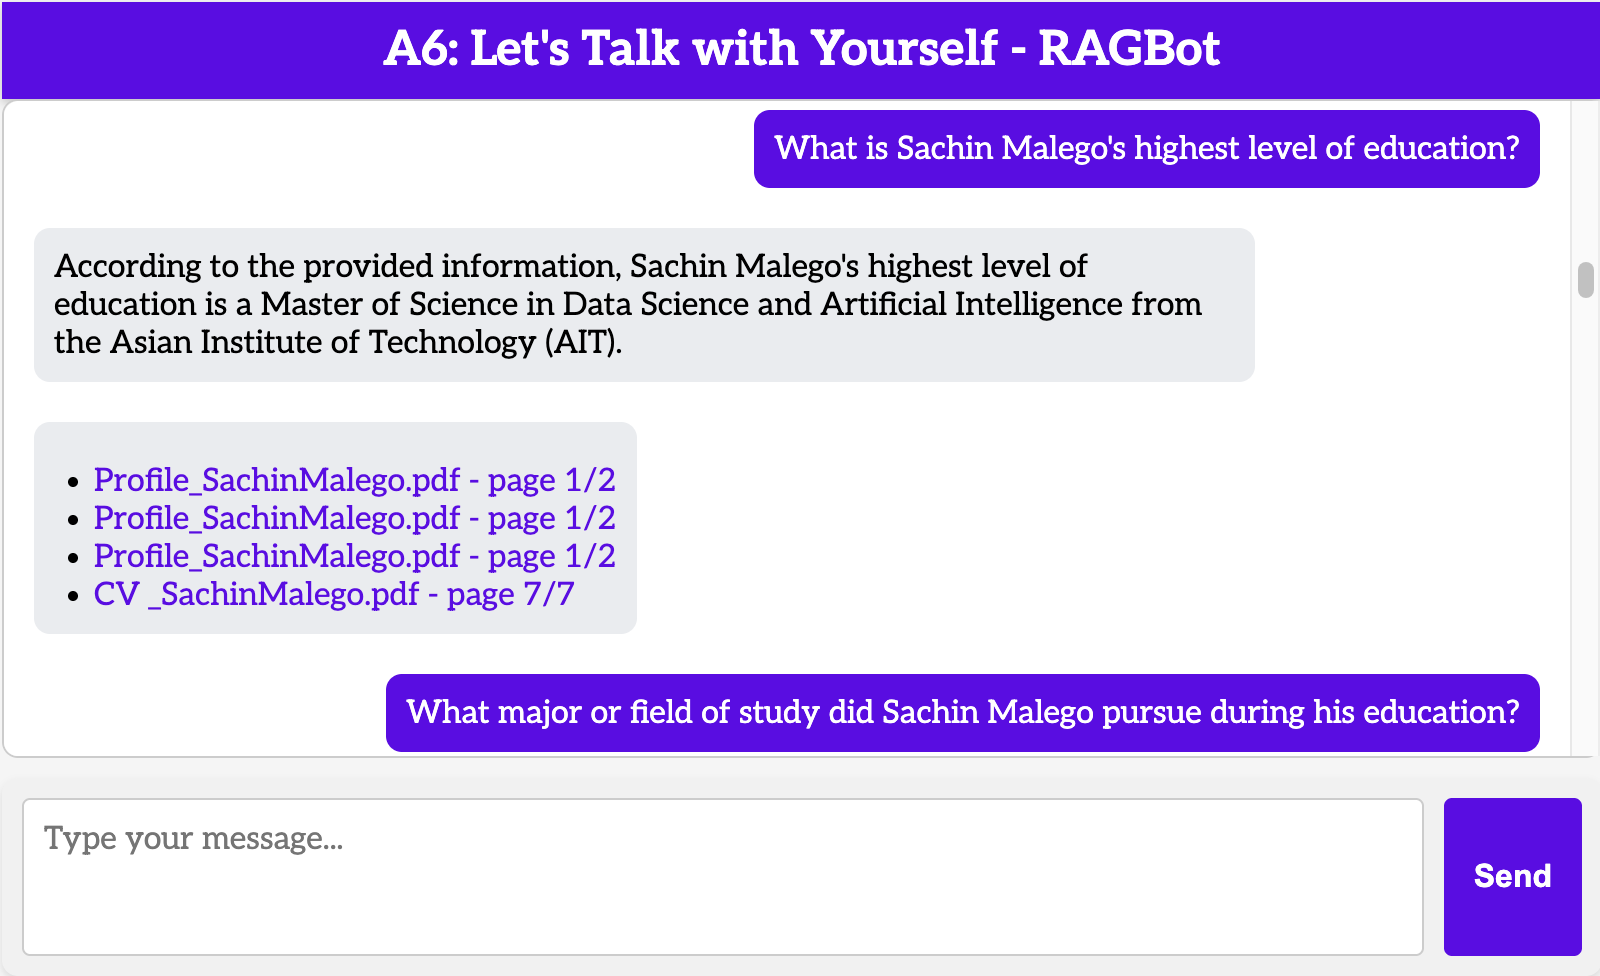 A6: Let's Talk with Yourself - RAGBot
What is Sachin Malego's highest level of education?
According to the provided information, Sachin Malego's highest level of
education is a Master of Science in Data Science and Artificial Intelligence from
the Asian Institute of Technology (AIT).
Profile_SachinMalego.pdf - page 1/2
Profile_SachinMalego.pdf - page 1/2
Profile_SachinMalego.pdf - page 1/2
CV _SachinMalego.pdf - page 7/7
What major or field of study did Sachin Malego pursue during his education?
Type your message...
Send